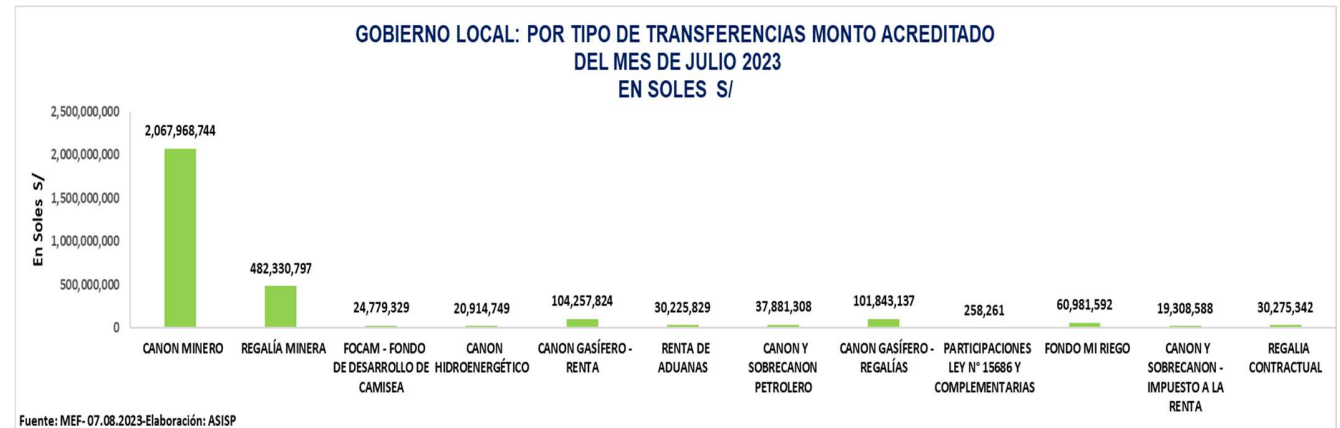 GOBIERNO LOCAL: POR TIPO DE TRANSFERENCIAS MONTO ACREDITADO
DEL MES DE JULIO 2023
EN SOLES S/
En Soles S/
2,500,000,000
2,000,000,000
1,500,000,000
1,000,000,000
500,000,000
0
2,067,968,744
482,330,797
24,779,329
20,914,749
104,257,824
30,225,829
37,881,308
101,843,137
258,261
60,981,592
19,308,588
30,275,342
CANON MINERO
REGALÍA MINERA
FOCAM - FONDO
DE DESARROLLO DE
CAMISEA
CANON
HIDROENERGÉTICO
CANON GASÍFERO -
RENTA
RENTA DE
ADUANAS
CANON Y
SOBRECANON
PETROLERO
CANON GASÍFERO -
REGALÍAS
PARTICIPACIONES
LEY N° 15686 Y
COMPLEMENTARIAS
FONDO MI RIEGO
CANON Y
SOBRECANON -
IMPUESTO A LA
RENTA
REGALIA
CONTRACTUAL
Fuente: MEF- 07.08.2023-Elaboración: ASISP